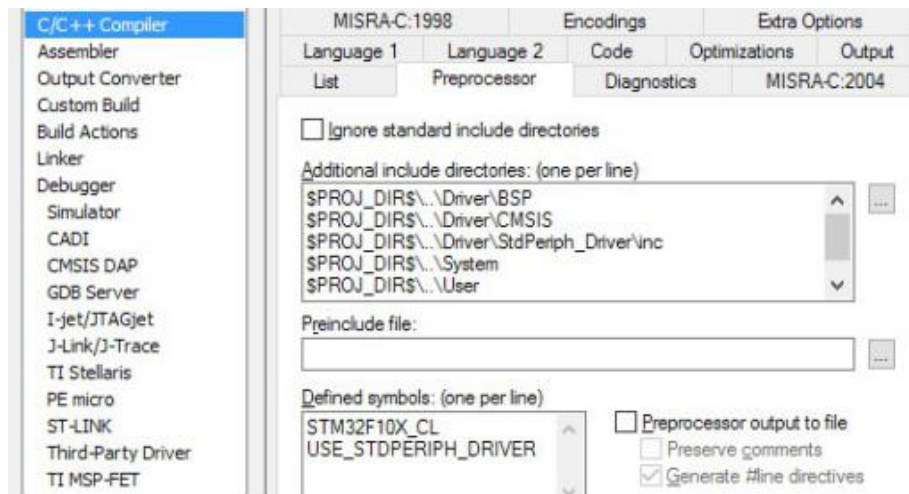 C/C++ Compiler
Assembler
Output Converter
Custom Build
Build Actions
Linker
Debugger
Simulator
CADI
CMSIS DAP
GDB Server
I-jet/JTAGjet
J-Link/J-Trace
TI Stellaris
PE micro
ST-LINK
Third-Party Driver
TI MSP-FET
MISRA-C:1998 Encodings Extra Options
Language 1 Language 2 Code Optimizations Output
List Preprocessor Diagnostics MISRA-C:2004
Ignore standard include directories
Additional include directories: (one per line)
$PROJ_DIR$\..\Driver\BSP
$PROJ_DIR$\..\Driver\CMSIS
$PROJ_DIR$\..\Driver\StdPeriph_Driver\inc
$PROJ_DIR$\..\System
$PROJ_DIR$\..\User
...
Preinclude file:
...
Defined symbols: (one per line)
STM32F10X_CL
USE_STDPERIPH_DRIVER
Preprocessor output to file
Preserve comments
Generate #line directives